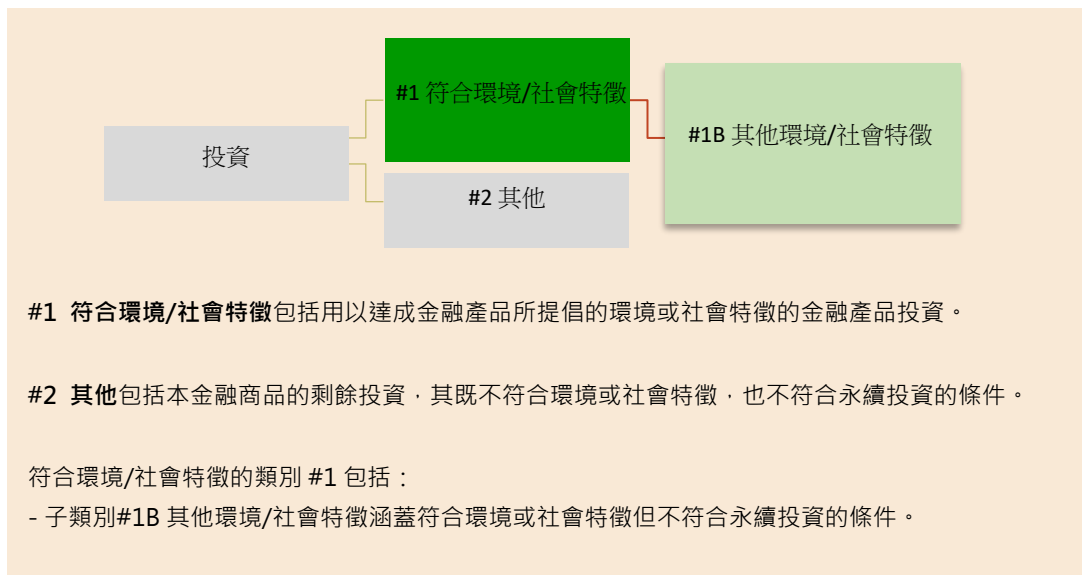 #1 符合環境/社會特徵
#1B 其他環境/社會特徵
投資
#2 其他
#1 符合環境/社會特徵包括用以達成金融產品所提倡的環境或社會特徵的金融產品投資。
#2 其他包括本金融商品的剩餘投資，其既不符合環境或社會特徵，也不符合永續投資的條件。
符合環境/社會特徵的類別 #1 包括：
- 子類別#1B 其他環境/社會特徵涵蓋符合環境或社會特徵但不符合永續投資的條件。